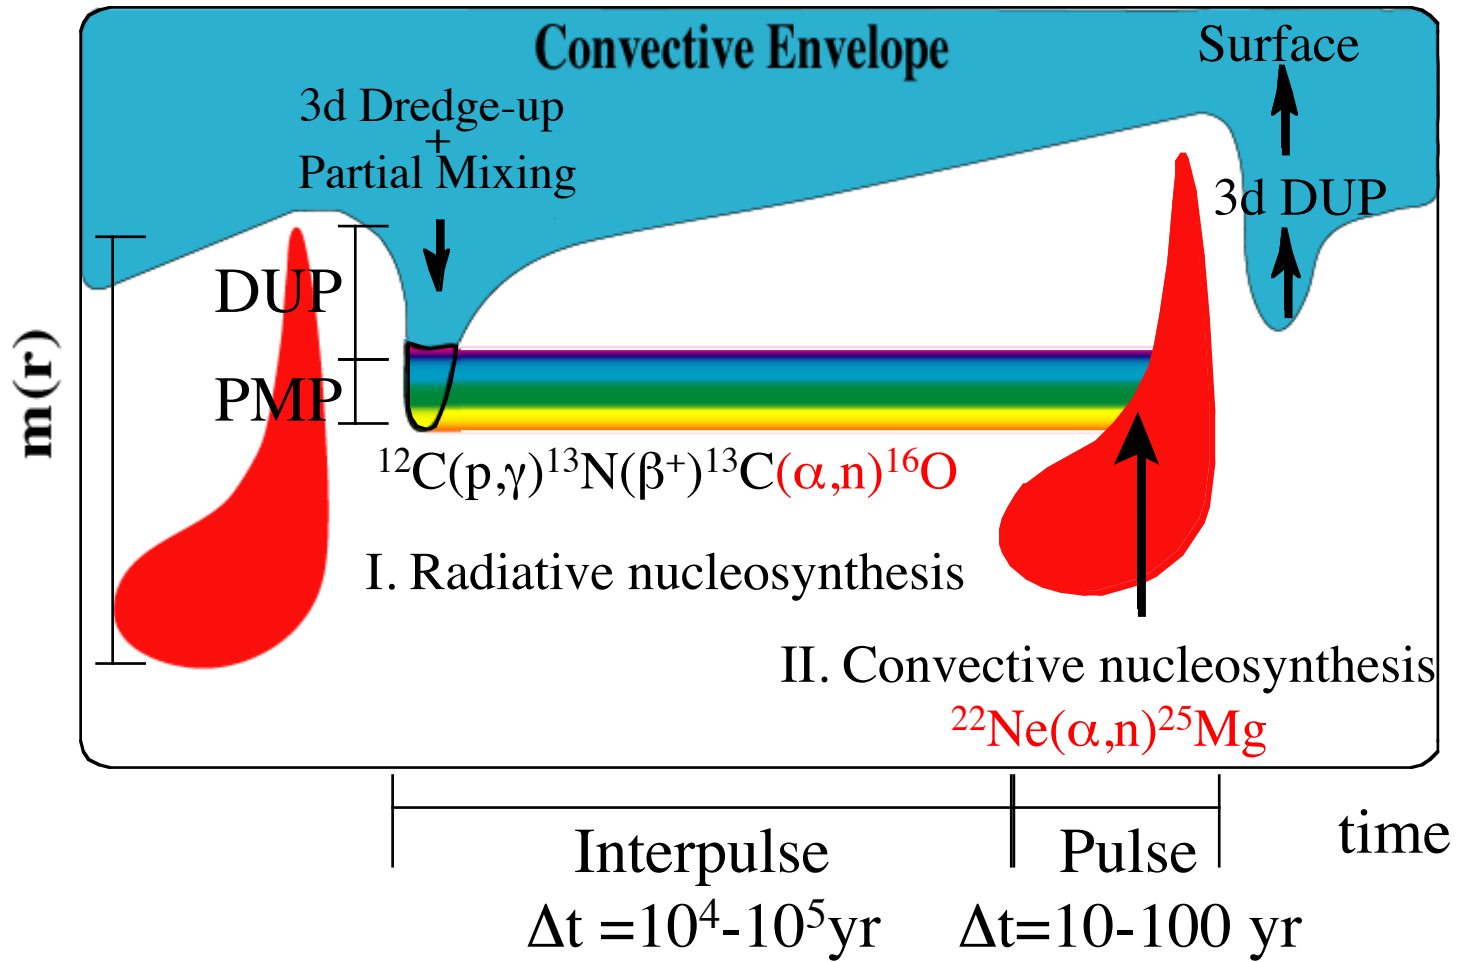 Convective Envelope
Surface
3d Dredge-up
+
Partial Mixing
3d DUP
DUP
PMP
m(r)
¹²C(p,γ)¹³N(β⁺)¹³C(α,n)¹⁶O
I. Radiative nucleosynthesis
II. Convective nucleosynthesis
²²Ne(α,n)²⁵Mg
time
Interpulse
Δt =10⁴-10⁵yr
Pulse
Δt=10-100 yr